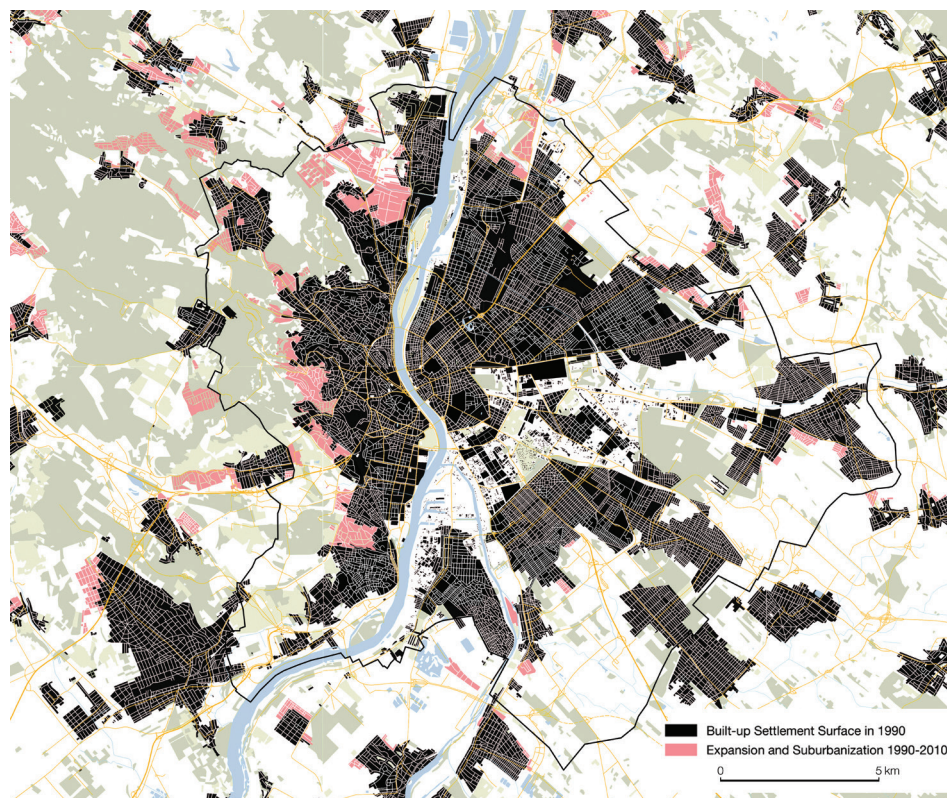 Built-up Settlement Surface in 1990
Expansion and Suburbanization 1990-2010
0 5 km